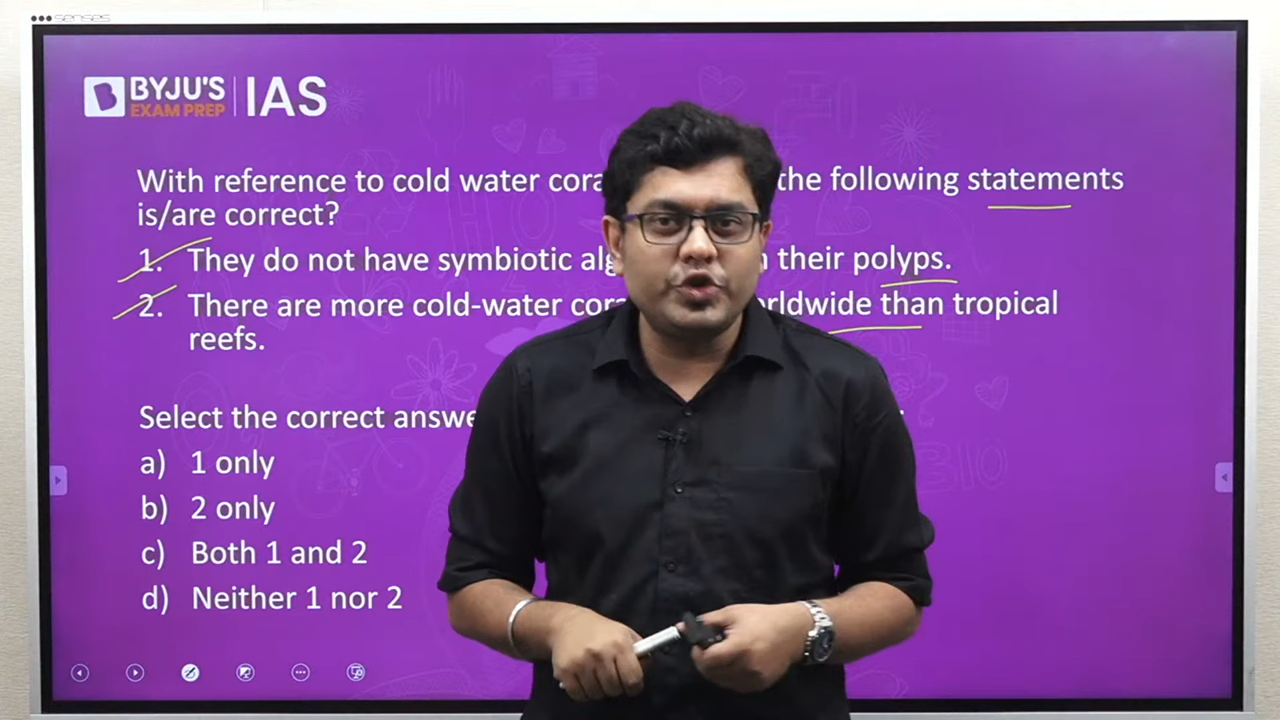 senses
BYJU'S
EXAM PREP
IAS
With reference to cold water cora the following statements
is/are correct?
1. They do not have symbiotic alg their polyps.
2. There are more cold-water cor rldwide than tropical
reefs.
Select the correct answe
a) 1 only
b) 2 only
c) Both 1 and 2
d) Neither 1 nor 2
BIO